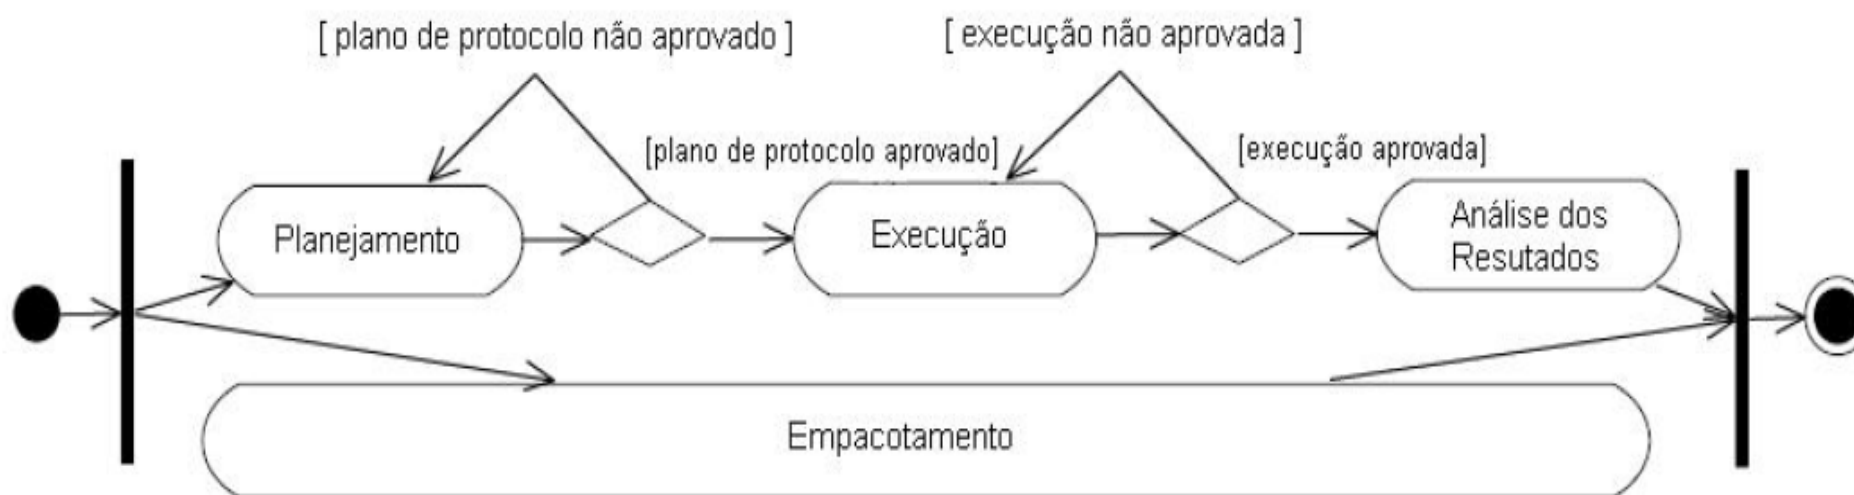 [ plano de protocolo não aprovado ]
[ execução não aprovada ]
[plano de protocolo aprovado]
[execução aprovada]
Planejamento
Execução
Análise dos
Resutados
Empacotamento